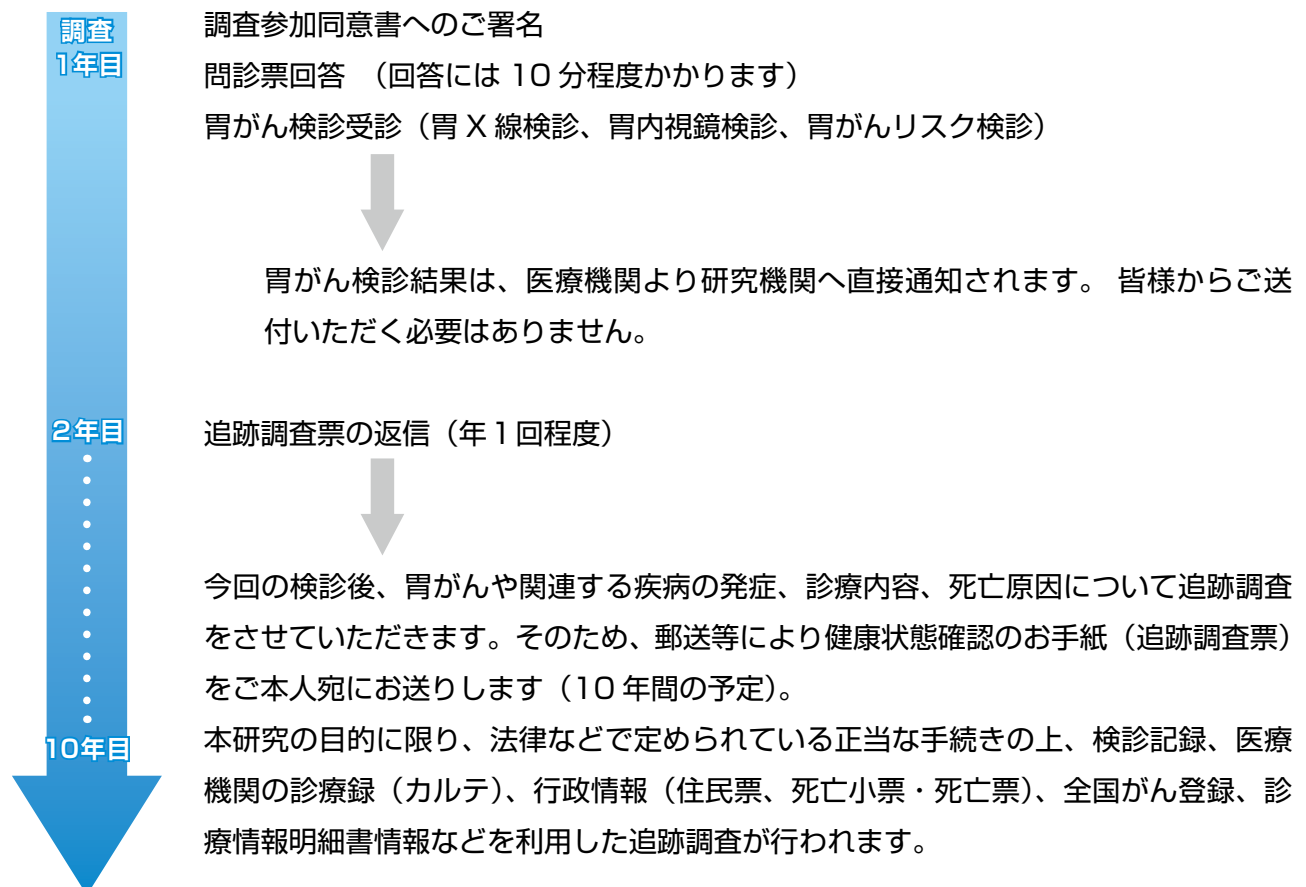 調査
1年目
調査参加同意書へのご署名
問診票回答　（回答には 10 分程度かかります）
胃がん検診受診（胃 X 線検診、胃内視鏡検診、胃がんリスク検診）
胃がん検診結果は、医療機関より研究機関へ直接通知されます。 皆様からご送
付いただく必要はありません。
2年目
追跡調査票の返信（年１回程度）
今回の検診後、胃がんや関連する疾病の発症、診療内容、死亡原因について追跡調査
をさせていただきます。そのため、郵送等により健康状態確認のお手紙（追跡調査票）
をご本人宛にお送りします（10 年間の予定）。
10年目
本研究の目的に限り、法律などで定められている正当な手続きの上、検診記録、医療
機関の診療録（カルテ）、行政情報（住民票、死亡小票・死亡票）、全国がん登録、診
療情報明細書情報などを利用した追跡調査が行われます。